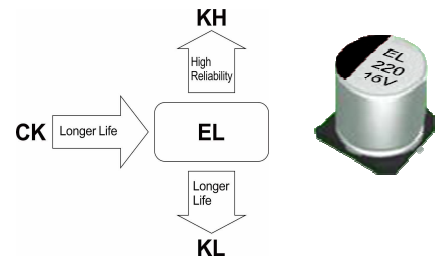 KH
High
Reliability
CK
Longer Life
EL
Longer
Life
KL
EL
220
16V